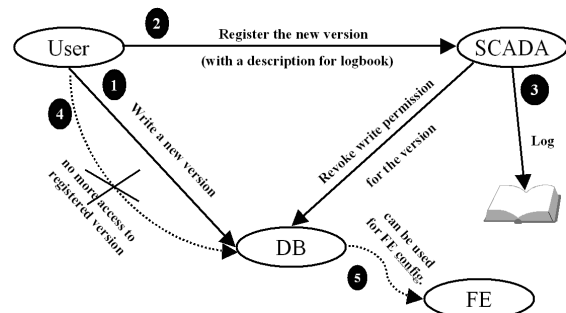 User
2
Register the new version
(with a description for logbook)
SCADA
1
3
4
Write a new version
Revoke write permission
for the version
Log
no more access to
registered version
DB
can be used
for FE config.
5
FE